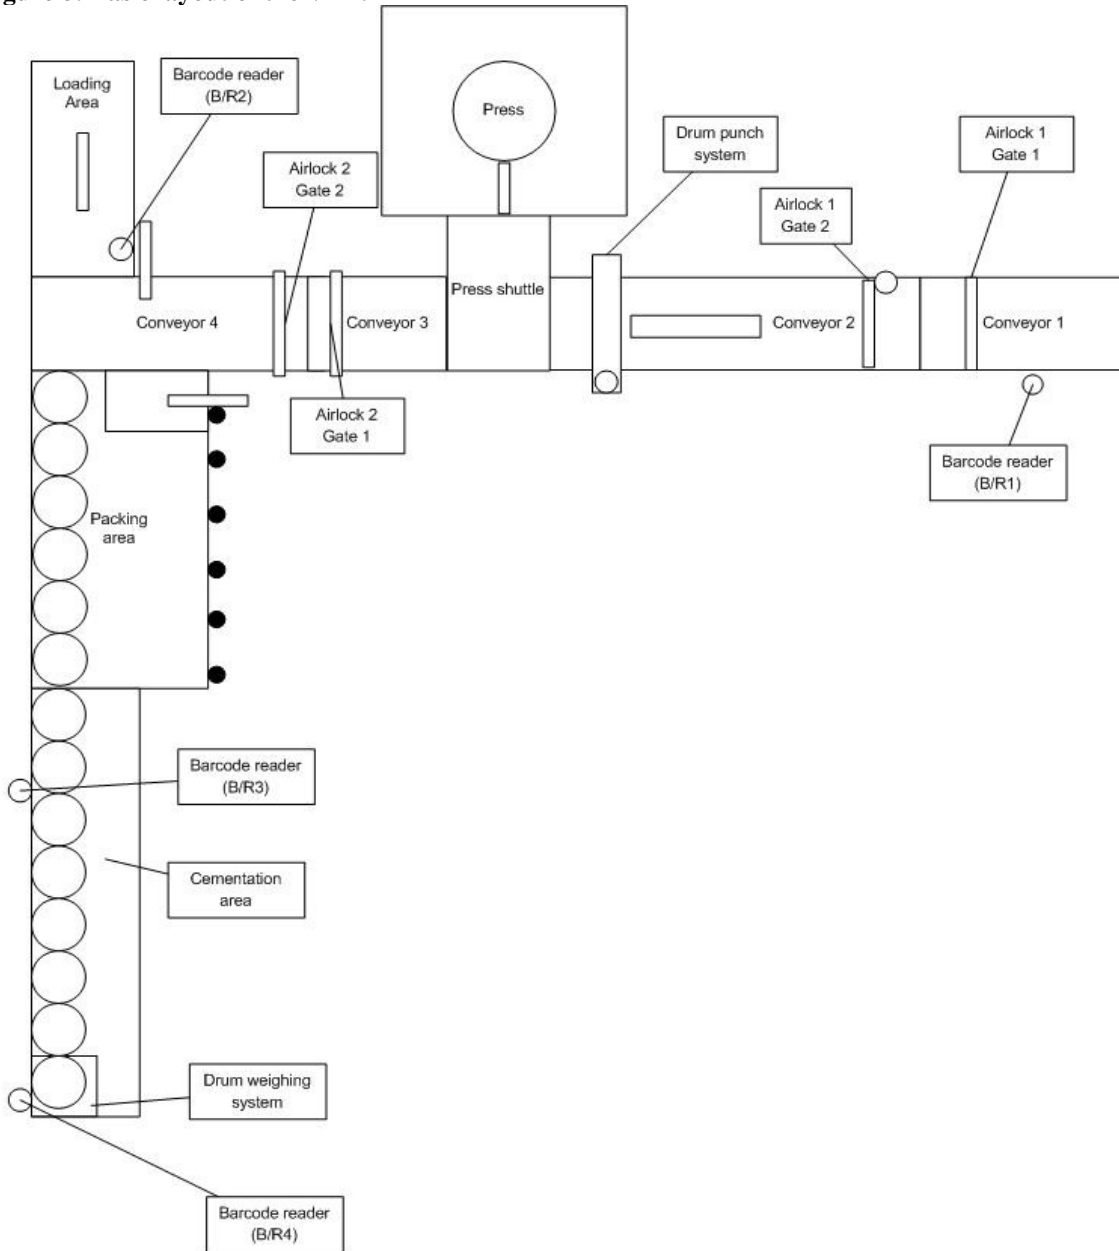 Loading
Area
Barcode reader
(B/R2)
Press
Drum punch
system
Airlock 1
Gate 1
Airlock 2
Gate 2
Airlock 1
Gate 2
Press shuttle
Conveyor 4
Conveyor 3
Conveyor 2
Conveyor 1
Airlock 2
Gate 1
Barcode reader
(B/R1)
Packing
area
Barcode reader
(B/R3)
Cementation
area
Drum weighing
system
Barcode reader
(B/R4)